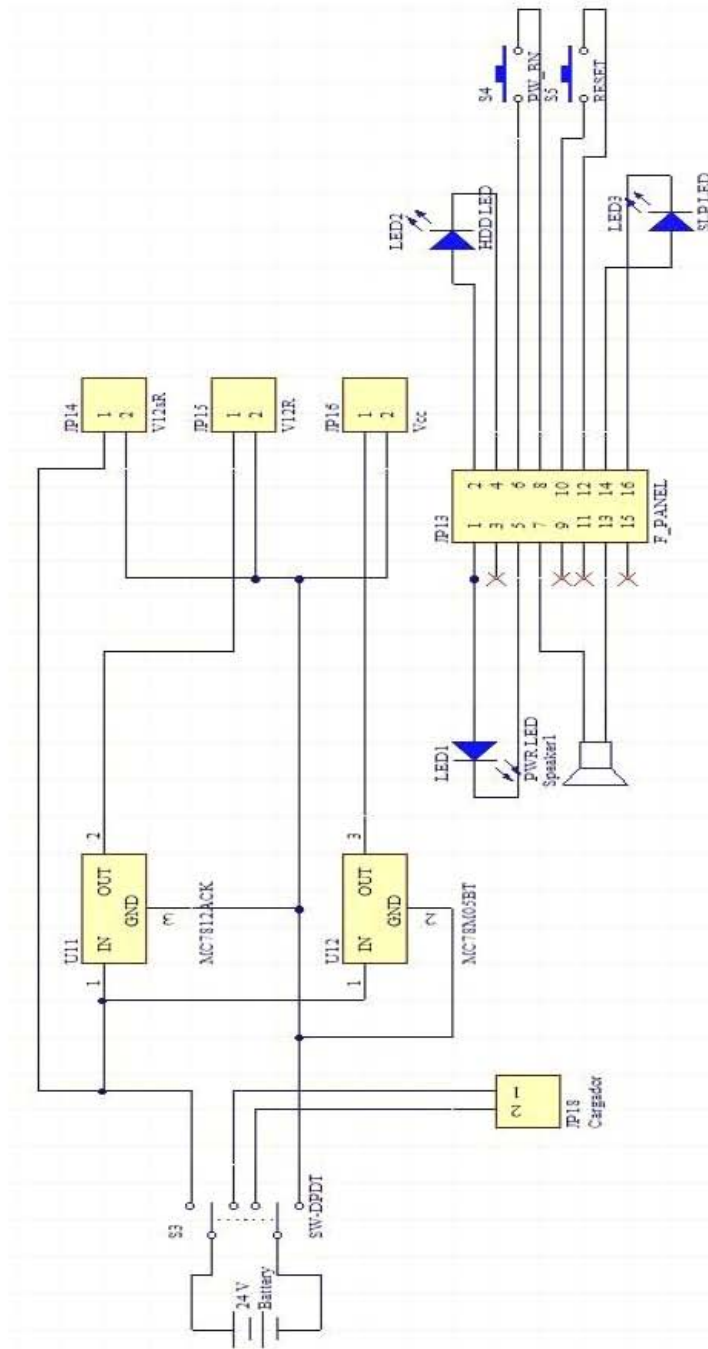 S4
PW_BN
S5
RESET
LED2
HDD LED
LED3
SLP LED
JP14
1
2
V12sR
JP15
1
2
V12R
JP16
1
2
Vcc
JP13
1 2
3 4
5 6
7 8
9 10
11 12
13 14
15 16
F_PANEL
LED1
PWR LED
Speaker1
U11
IN
OUT
GND
1
2
3
MC7812ACK
U12
IN
OUT
GND
1
3
2
MC78M05BT
JP18
1
2
Cargador
S3
SW-DPDT
24 V
Battery